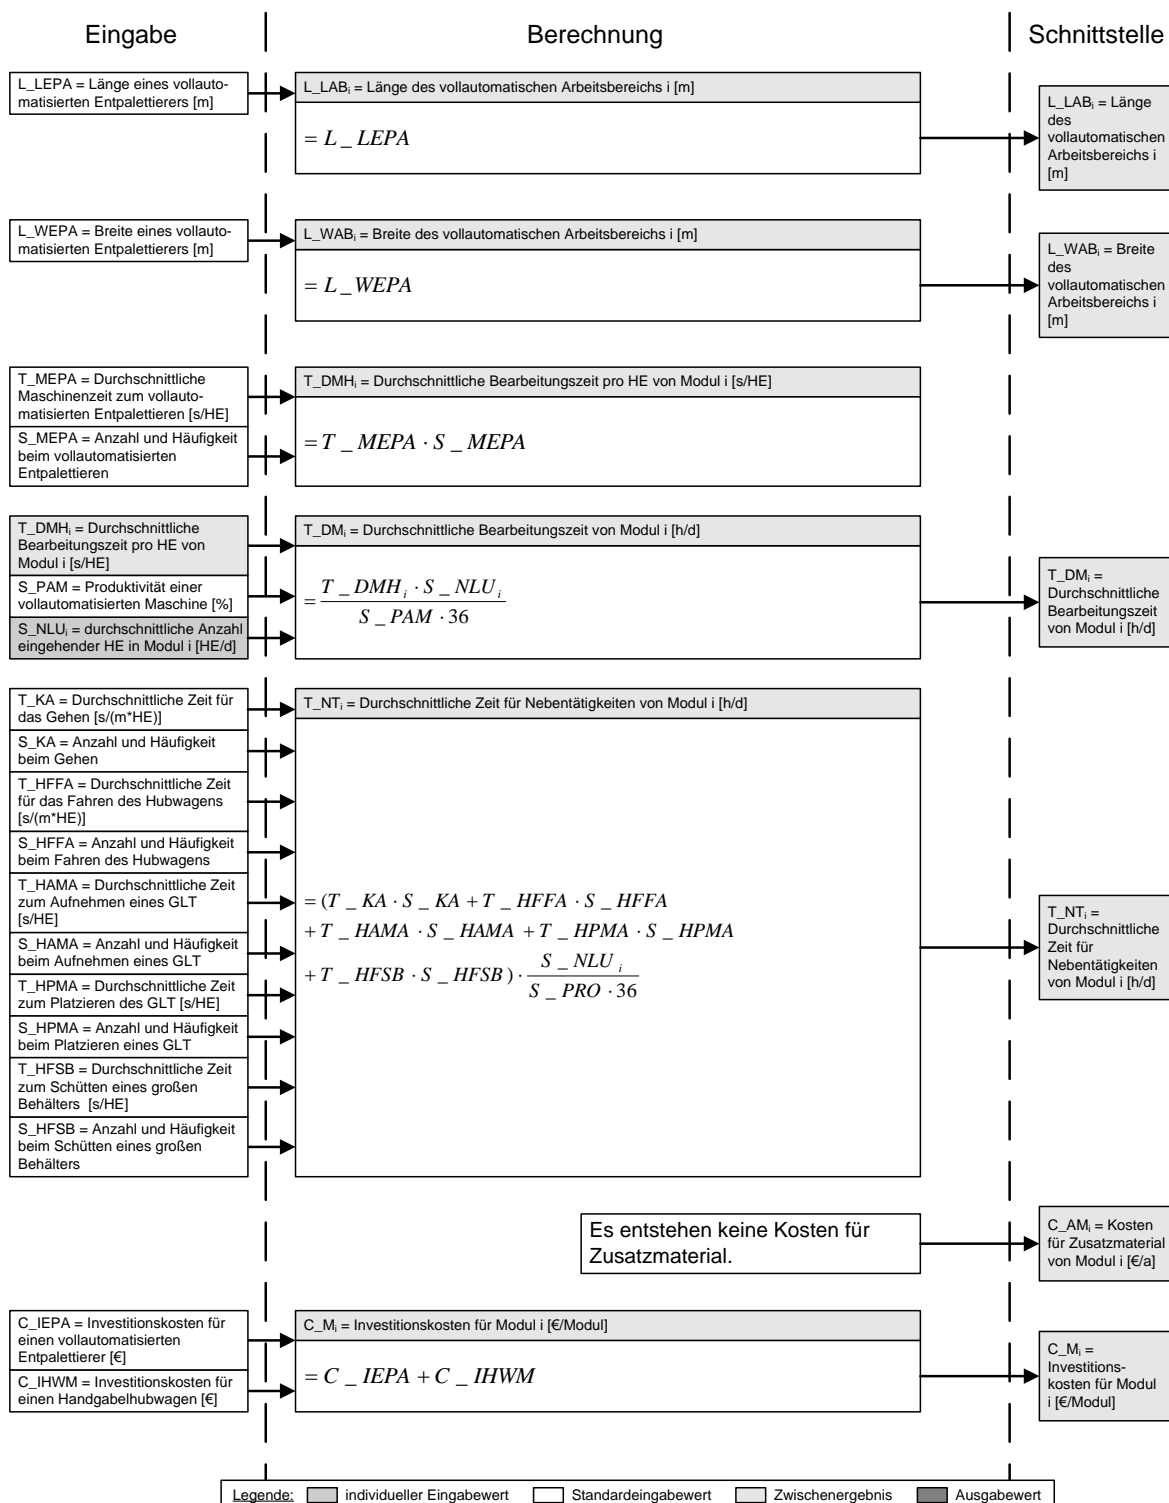 Eingabe
Berechnung
Schnittstelle
L_LEPA = Länge eines vollauto-
matisierten Entpalettierers [m]
L_LABi = Länge des vollautomatischen Arbeitsbereichs i [m]
= L _ LEPA
L_LABi = Länge
des
vollautomatischen
Arbeitsbereichs i
[m]
L_WEPA = Breite eines vollauto-
matisierten Entpalettierers [m]
L_WABi = Breite des vollautomatischen Arbeitsbereichs i [m]
= L _ WEPA
L_WABi = Breite
des
vollautomatischen
Arbeitsbereichs i
[m]
T_MEPA = Durchschnittliche
Maschinenzeit zum vollauto-
matisierten Entpalettieren [s/HE]
S_MEPA = Anzahl und Häufigkeit
beim vollautomatisierten
Entpalettieren
T_DMHi = Durchschnittliche Bearbeitungszeit pro HE von Modul i [s/HE]
= T _ MEPA · S _ MEPA
T_DMHi = Durchschnittliche
Bearbeitungszeit pro HE von
Modul i [s/HE]
S_PAM = Produktivität einer
vollautomatisierten Maschine [%]
S_NLUi = durchschnittliche Anzahl
eingehender HE in Modul i [HE/d]
T_DMi = Durchschnittliche Bearbeitungszeit von Modul i [h/d]
= T _ DMH i · S _ NLU i
S _ PAM · 36
T_DMi =
Durchschnittliche
Bearbeitungszeit
von Modul i [h/d]
T_KA = Durchschnittliche Zeit für
das Gehen [s/(m*HE)]
S_KA = Anzahl und Häufigkeit
beim Gehen
T_HFFA = Durchschnittliche Zeit
für das Fahren des Hubwagens
[s/(m*HE)]
S_HFFA = Anzahl und Häufigkeit
beim Fahren des Hubwagens
T_HAMA = Durchschnittliche Zeit
zum Aufnehmen eines GLT
[s/HE]
S_HAMA = Anzahl und Häufigkeit
beim Aufnehmen eines GLT
T_HPMA = Durchschnittliche Zeit
zum Platzieren des GLT [s/HE]
S_HPMA = Anzahl und Häufigkeit
beim Platzieren eines GLT
T_HFSB = Durchschnittliche Zeit
zum Schütten eines großen
Behälters [s/HE]
S_HFSB = Anzahl und Häufigkeit
beim Schütten eines großen
Behälters
T_NTi = Durchschnittliche Zeit für Nebentätigkeiten von Modul i [h/d]
= (T _ KA · S _ KA + T _ HFFA · S _ HFFA
+ T _ HAMA · S _ HAMA + T _ HPMA · S _ HPMA
+ T _ HFSB · S _ HFSB ) · S _ NLU i
S _ PRO · 36
T_NTi =
Durchschnittliche
Zeit für
Nebentätigkeiten
von Modul i [h/d]
Es entstehen keine Kosten für
Zusatzmaterial.
C_AMi = Kosten
für Zusatzmaterial
von Modul i [€/a]
C_IEPA = Investitionskosten für
einen vollautomatisierten
Entpalettierer [€]
C_IHWM = Investitionskosten für
einen Handgabelhubwagen [€]
C_Mi = Investitionskosten für Modul i [€/Modul]
= C _ IEPA + C _ IHWM
C_Mi =
Investitions-
kosten für Modul
i [€/Modul]
Legende: individueller Eingabewert Standardeingabewert Zwischenergebnis Ausgabewert